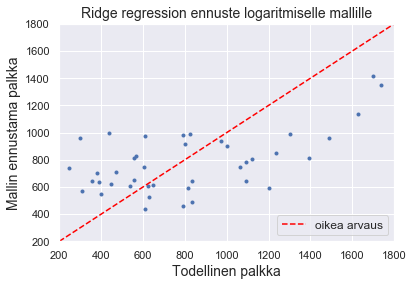 Ridge regression ennuste logaritmiselle mallille
Mallin ennustama palkka
1800
1600
1400
1200
1000
800
600
400
200
oikea arvaus
200 400 600 800 1000 1200 1400 1600 1800
Todellinen palkka